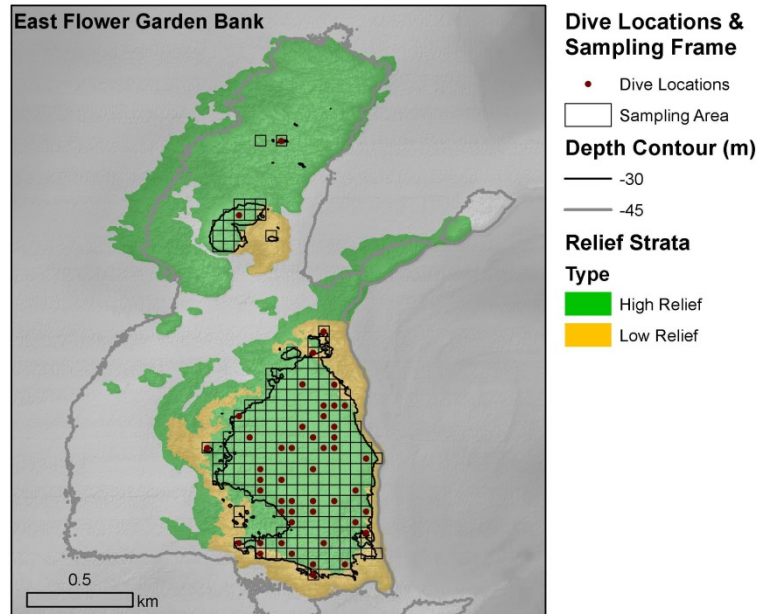 East Flower Garden Bank
0.5
km
Dive Locations &
Sampling Frame
Dive Locations
Sampling Area
Depth Contour (m)
-30
-45
Relief Strata
Type
High Relief
Low Relief